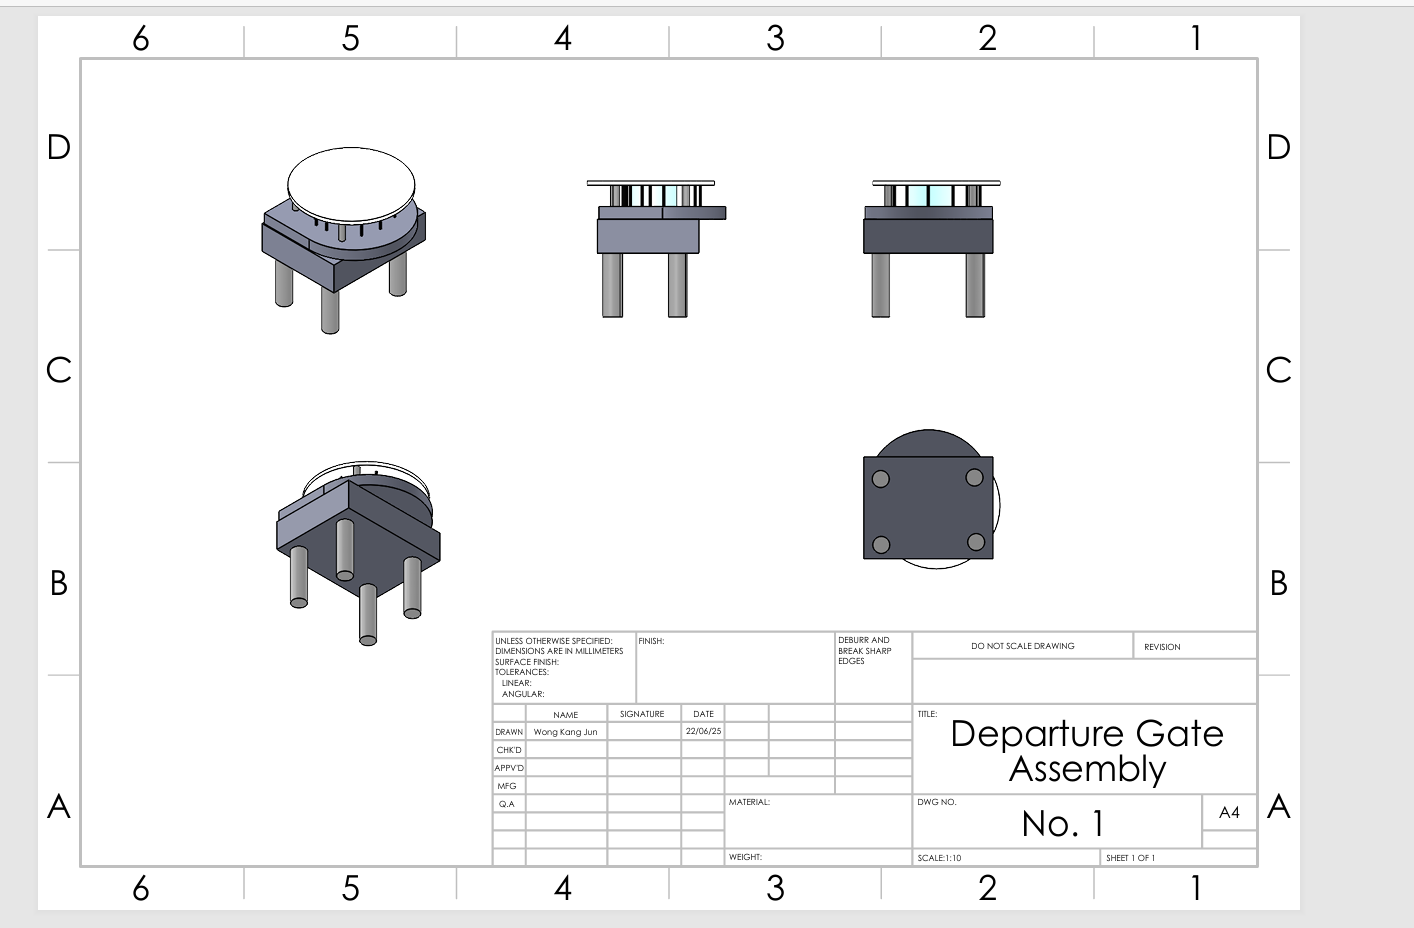 6 5 4 3 2 1
D D
C C
B B
UNLESS OTHERWISE SPECIFIED:
DIMENSIONS ARE IN MILLIMETERS
SURFACE FINISH:
TOLERANCES:
LINEAR:
ANGULAR:
FINISH:
DEBURR AND
BREAK SHARP
EDGES
DO NOT SCALE DRAWING
REVISION
NAME SIGNATURE DATE
DRAWN Wong Kang Jun 22/06/25
CHK'D
APPV'D
MFG
Q.A
TITLE:
Departure Gate
Assembly
A A
MATERIAL:
DWG NO.
No. 1
A4
WEIGHT:
SCALE:1:10
SHEET 1 OF 1
6 5 4 3 2 1